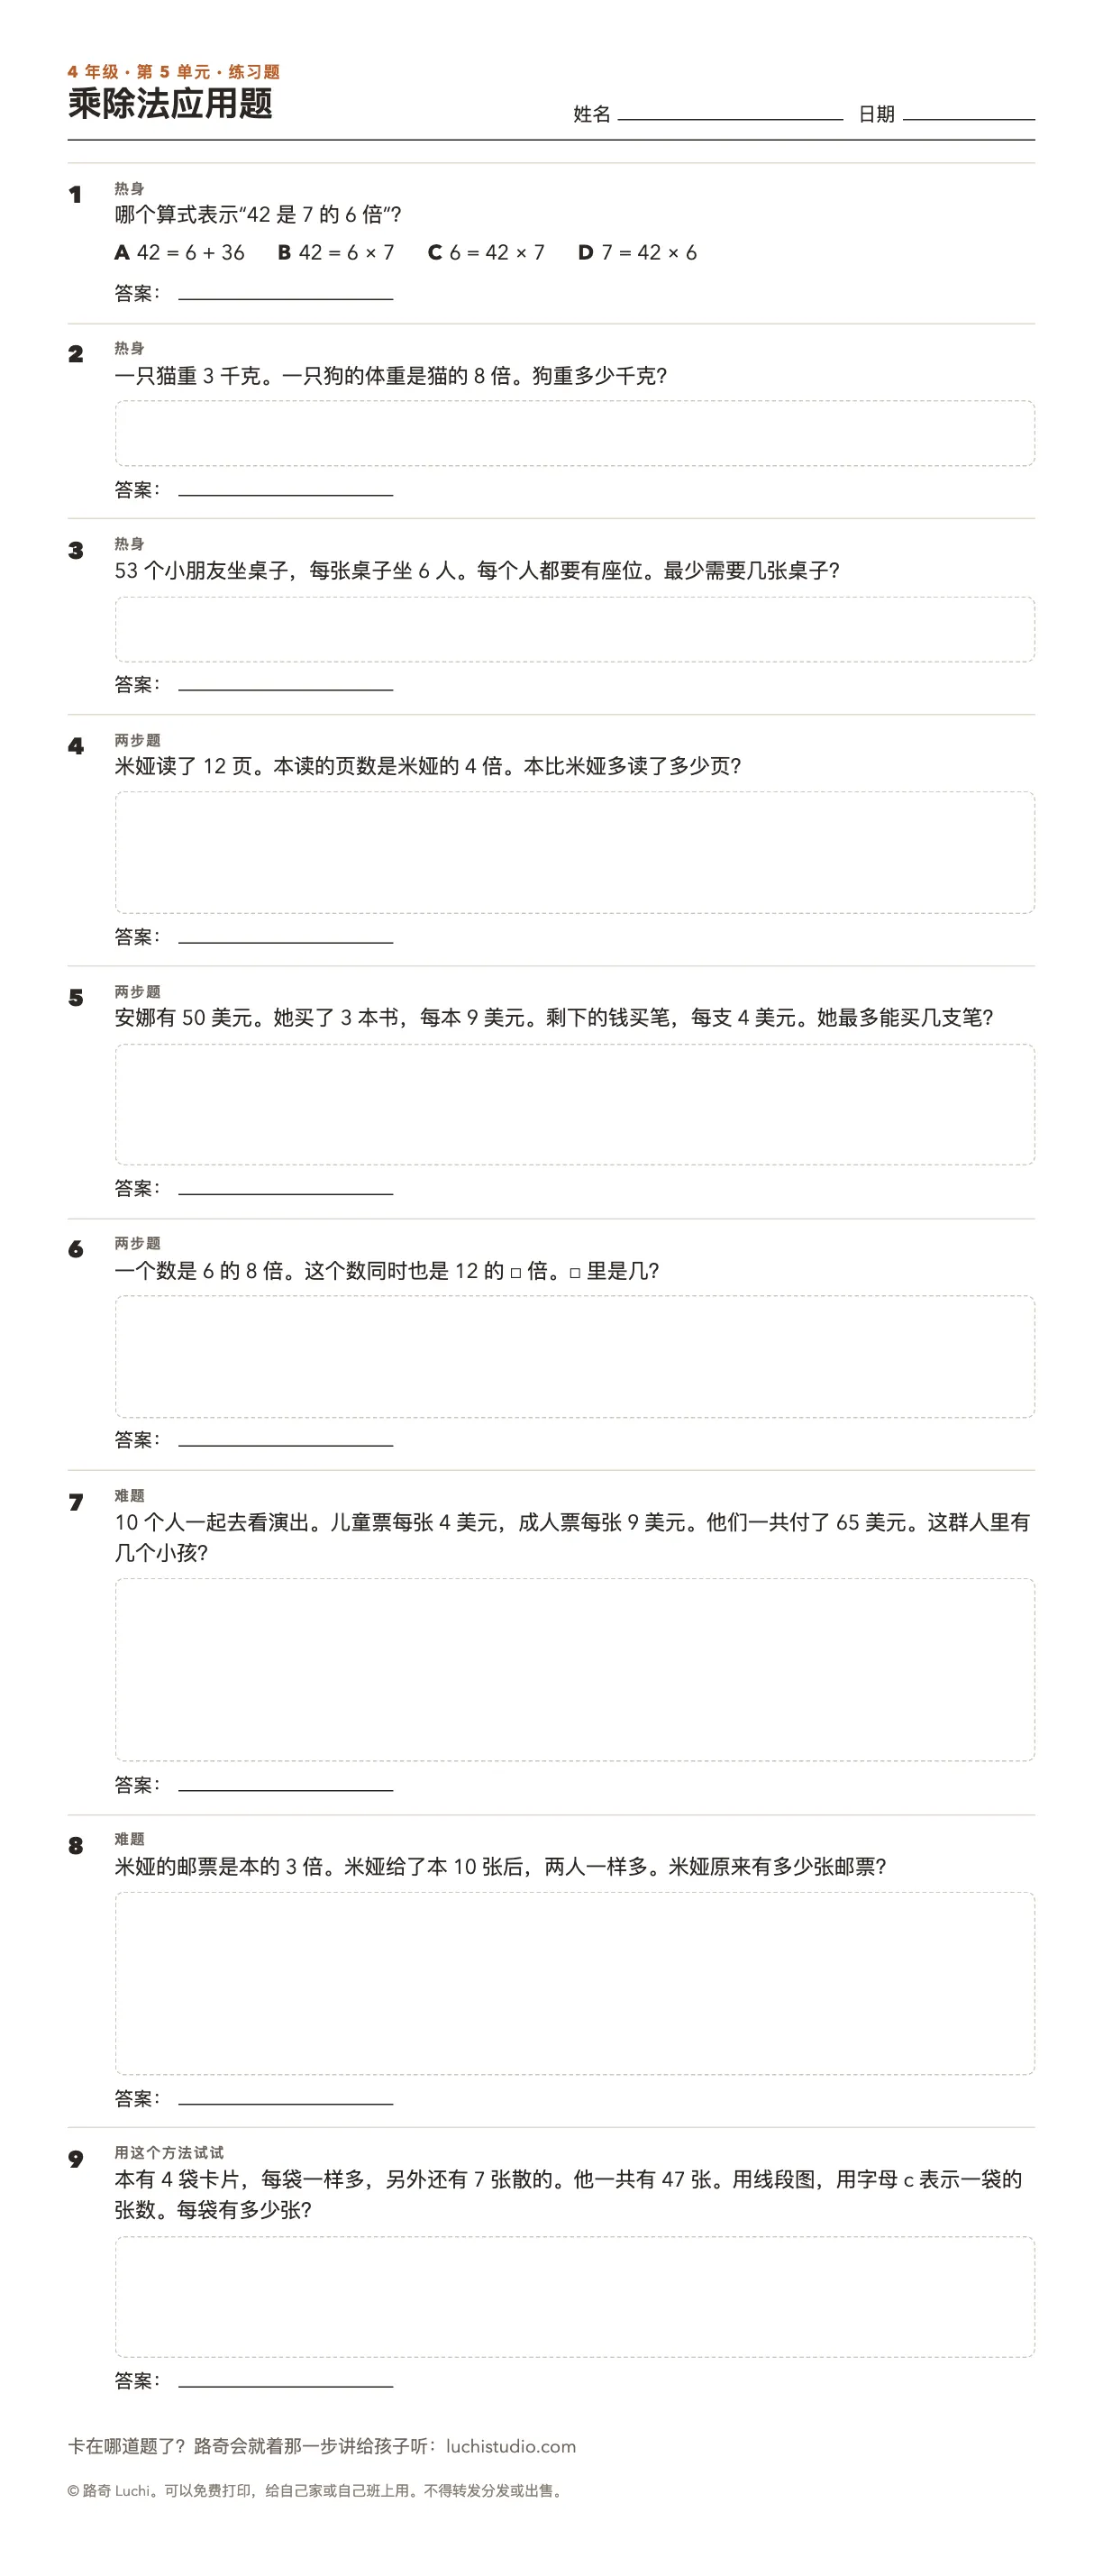 4 年级 · 第 5 单元 · 练习题
乘除法应用题
姓名 日期
1
热身
哪个算式表示“42 是 7 的 6 倍”?
A 42 = 6 + 36 B 42 = 6 × 7 C 6 = 42 × 7 D 7 = 42 × 6
答案：
2
热身
一只猫重 3 千克。一只狗的体重是猫的 8 倍。狗重多少千克?
答案：
3
热身
53 个小朋友坐桌子，每张桌子坐 6 人。每个人都要有座位。最少需要几张桌子?
答案：
4
两步题
米娅读了 12 页。本读的页数是米娅的 4 倍。本比米娅多读了多少页?
答案：
5
两步题
安娜有 50 美元。她买了 3 本书，每本 9 美元。剩下的钱买笔，每支 4 美元。她最多能买几支笔?
答案：
6
两步题
一个数是 6 的 8 倍。这个数同时也是 12 的 □ 倍。□ 里是几?
答案：
7
难题
10 个人一起去看演出。儿童票每张 4 美元，成人票每张 9 美元。他们一共付了 65 美元。这群人里有
几个小孩?
答案：
8
难题
米娅的邮票是本的 3 倍。米娅给了本 10 张后，两人一样多。米娅原来有多少张邮票?
答案：
9
用这个方法试试
本有 4 袋卡片，每袋一样多，另外还有 7 张散的。他一共有 47 张。用线段图，用字母 c 表示一袋的
张数。每袋有多少张?
答案：
卡在哪道题了？路奇会就着那一步讲给孩子听：luchistudio.com
© 路奇 Luchi。可以免费打印，给自己家或自己班上用。不得转发分发或出售。